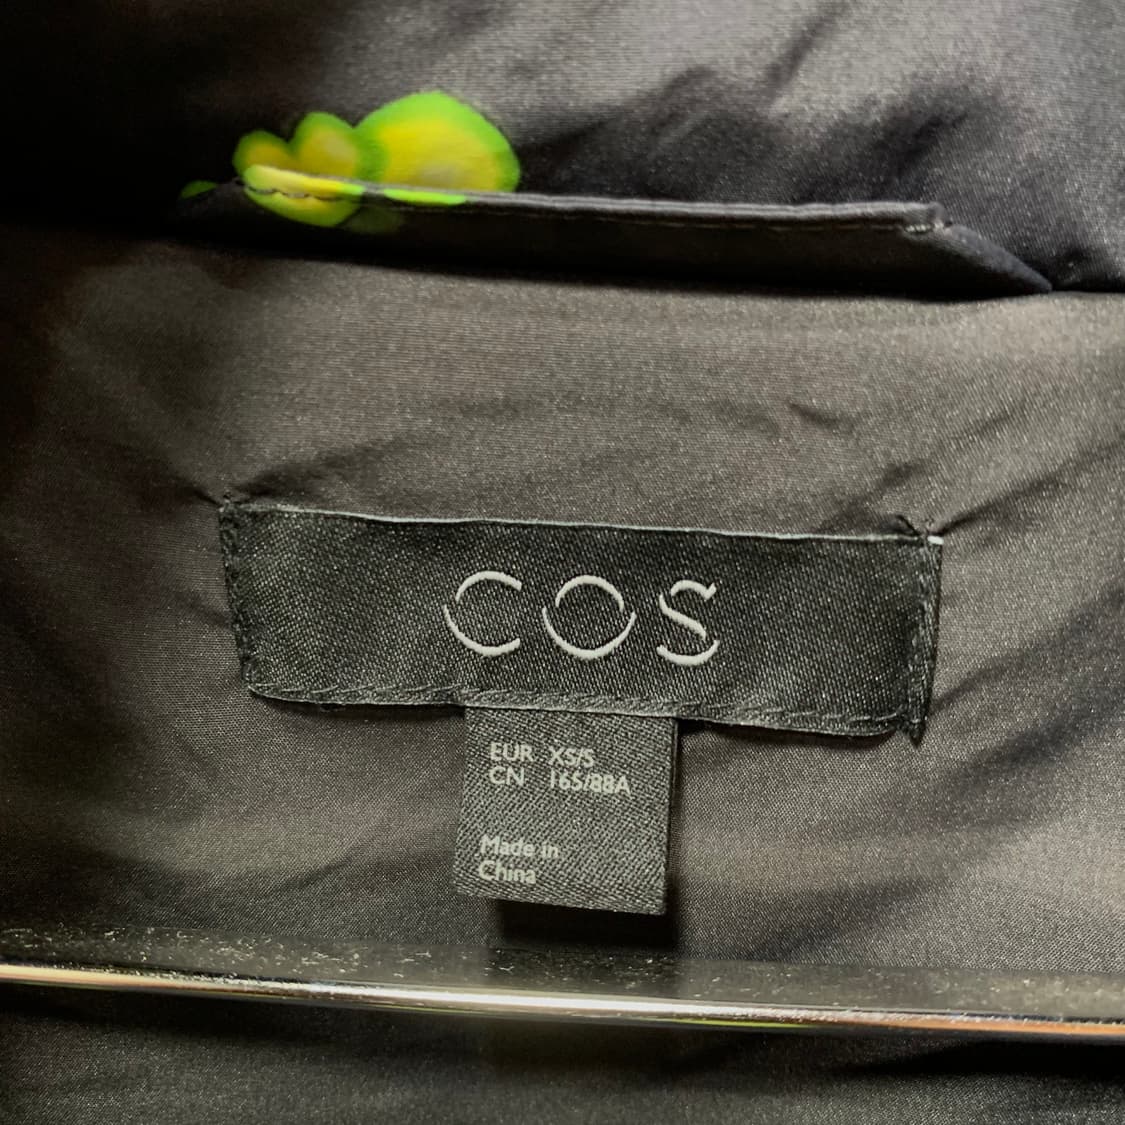 COS
EUR XS/S
CN 165/88A
Made in
China